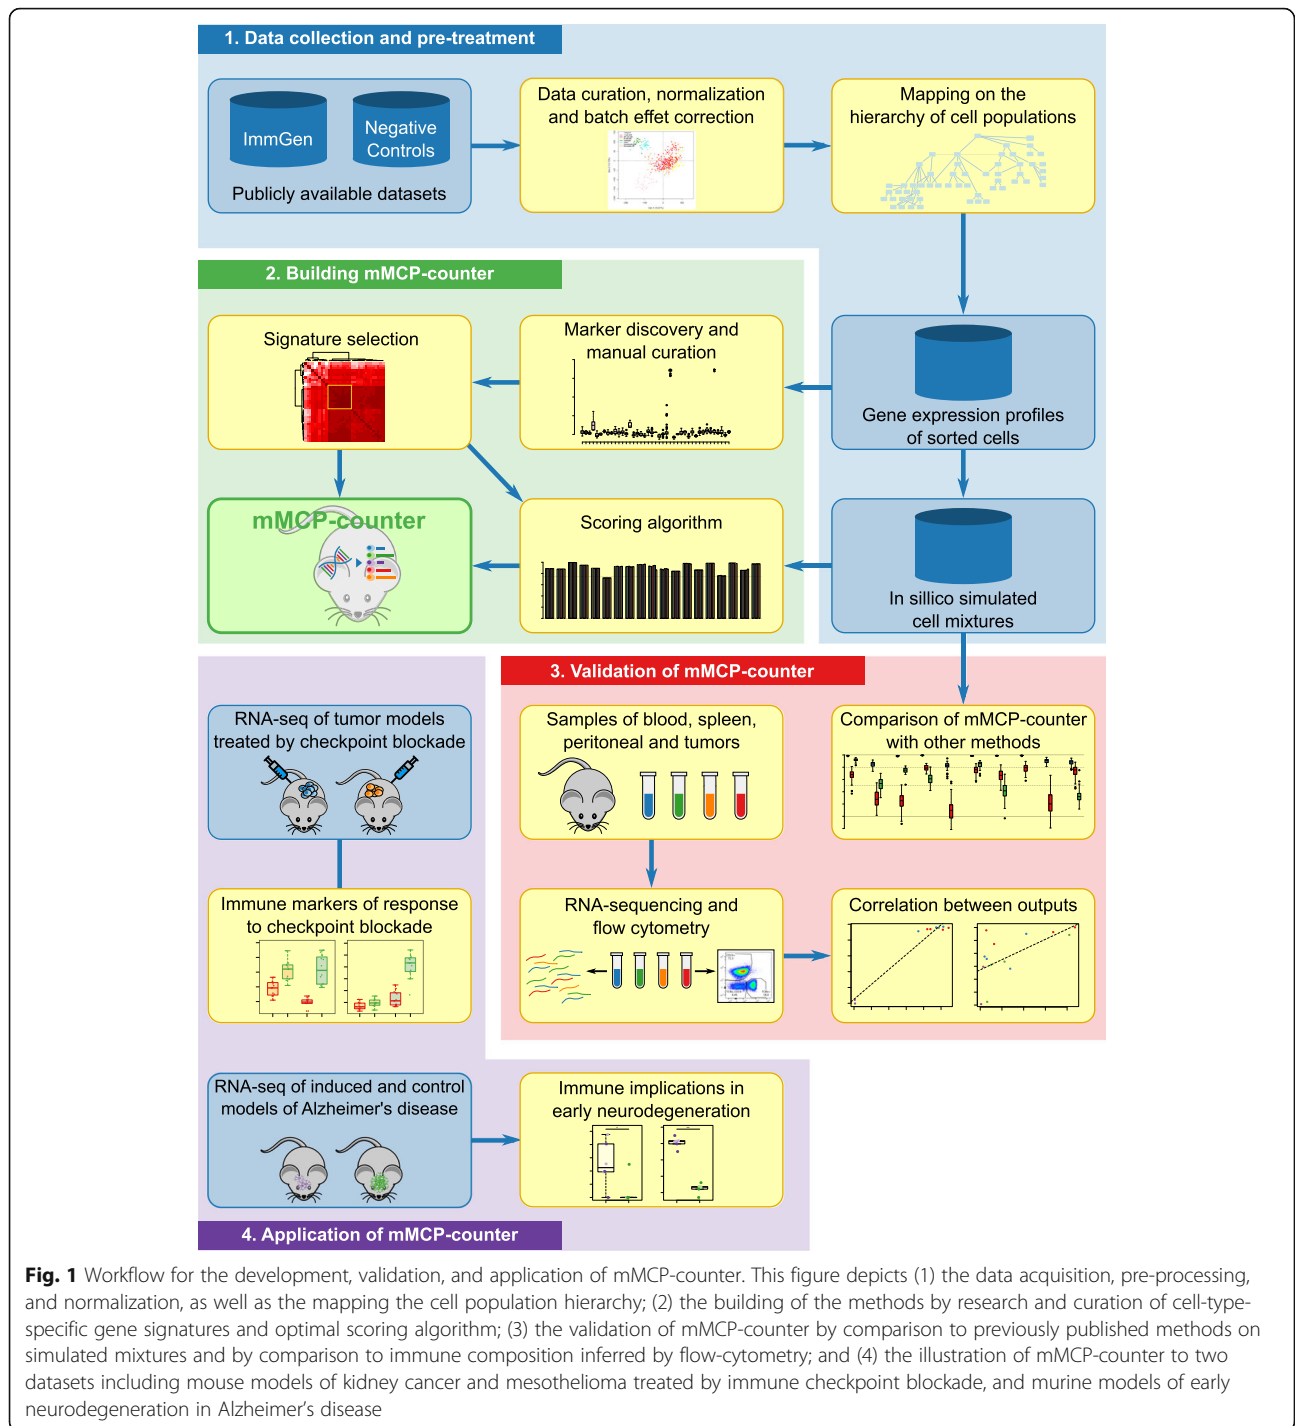 1. Data collection and pre-treatment
ImmGen
Negative
Controls
Publicly available datasets
Data curation, normalization
and batch effet correction
Mapping on the
hierarchy of cell populations
2. Building mMCP-counter
Signature selection
Marker discovery and
manual curation
Gene expression profiles
of sorted cells
mMCP-counter
Scoring algorithm
In sillico simulated
cell mixtures
3. Validation of mMCP-counter
RNA-seq of tumor models
treated by checkpoint blockade
Samples of blood, spleen,
peritoneal and tumors
Comparison of mMCP-counter
with other methods
Immune markers of response
to checkpoint blockade
RNA-sequencing and
flow cytometry
Correlation between outputs
RNA-seq of induced and control
models of Alzheimer's disease
Immune implications in
early neurodegeneration
4. Application of mMCP-counter
Fig. 1 Workflow for the development, validation, and application of mMCP-counter. This figure depicts (1) the data acquisition, pre-processing,
and normalization, as well as the mapping the cell population hierarchy; (2) the building of the methods by research and curation of cell-type-
specific gene signatures and optimal scoring algorithm; (3) the validation of mMCP-counter by comparison to previously published methods on
simulated mixtures and by comparison to immune composition inferred by flow-cytometry; and (4) the illustration of mMCP-counter to two
datasets including mouse models of kidney cancer and mesothelioma treated by immune checkpoint blockade, and murine models of early
neurodegeneration in Alzheimer’s disease